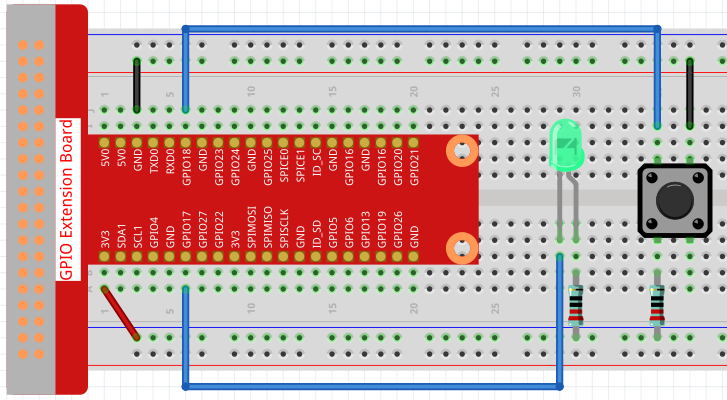 1
5
10
15
20
25
30
J
I
GPIO Extension Board
5V0
5V0
GND
TXD0
RXD0
GPIO18
GND
GPIO23
GPIO24
GND
GPIO25
SPICE0
SPICE1
ID_SC
GND
GPIO16
GND
GPIO16
GPIO20
GPIO21
3V3
SDA1
SCL1
GPIO4
GND
GPIO17
GPIO27
GPIO22
3V3
SPIMOSI
SPIMISO
SPISCLK
GND
ID_SD
GPIO5
GPIO6
GPIO13
GPIO19
GPIO26
GND
B
A
1
5
10
15
20
25